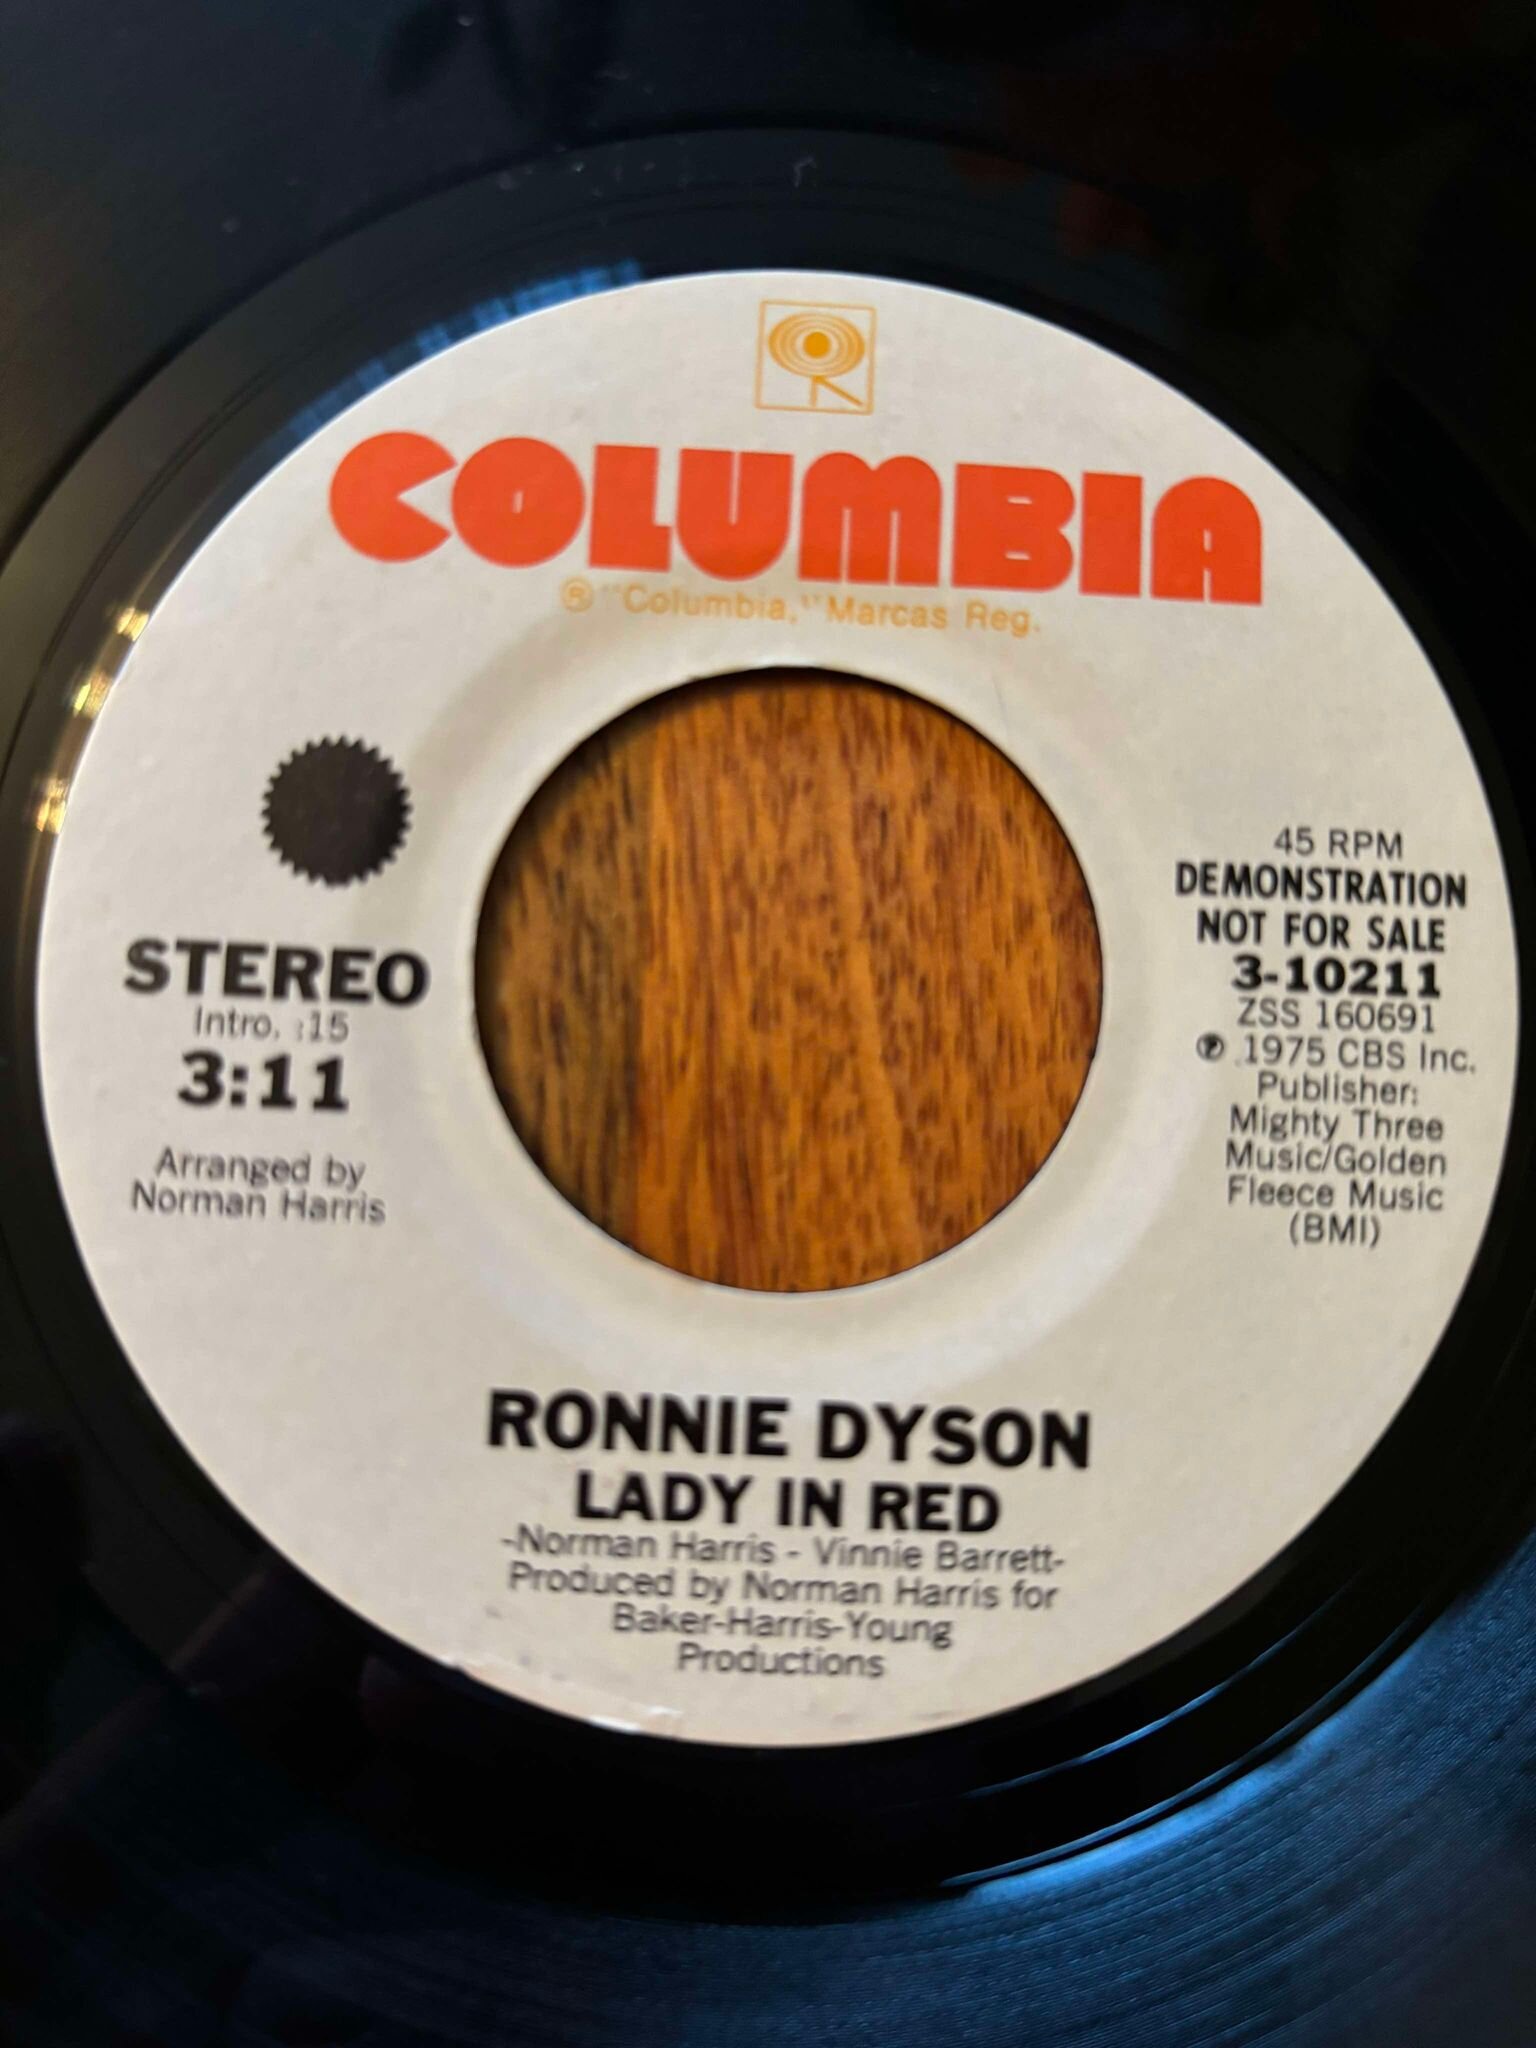 COLUMBIA
® "Columbia," Marcas Reg.
STEREO
Intro. :15
3:11
Arranged by
Norman Harris
45 RPM
DEMONSTRATION
NOT FOR SALE
3-10211
ZSS 160691
℗ 1975 CBS Inc.
Publisher:
Mighty Three
Music/Golden
Fleece Music
(BMI)
RONNIE DYSON
LADY IN RED
-Norman Harris - Vinnie Barrett-
Produced by Norman Harris for
Baker-Harris-Young
Productions